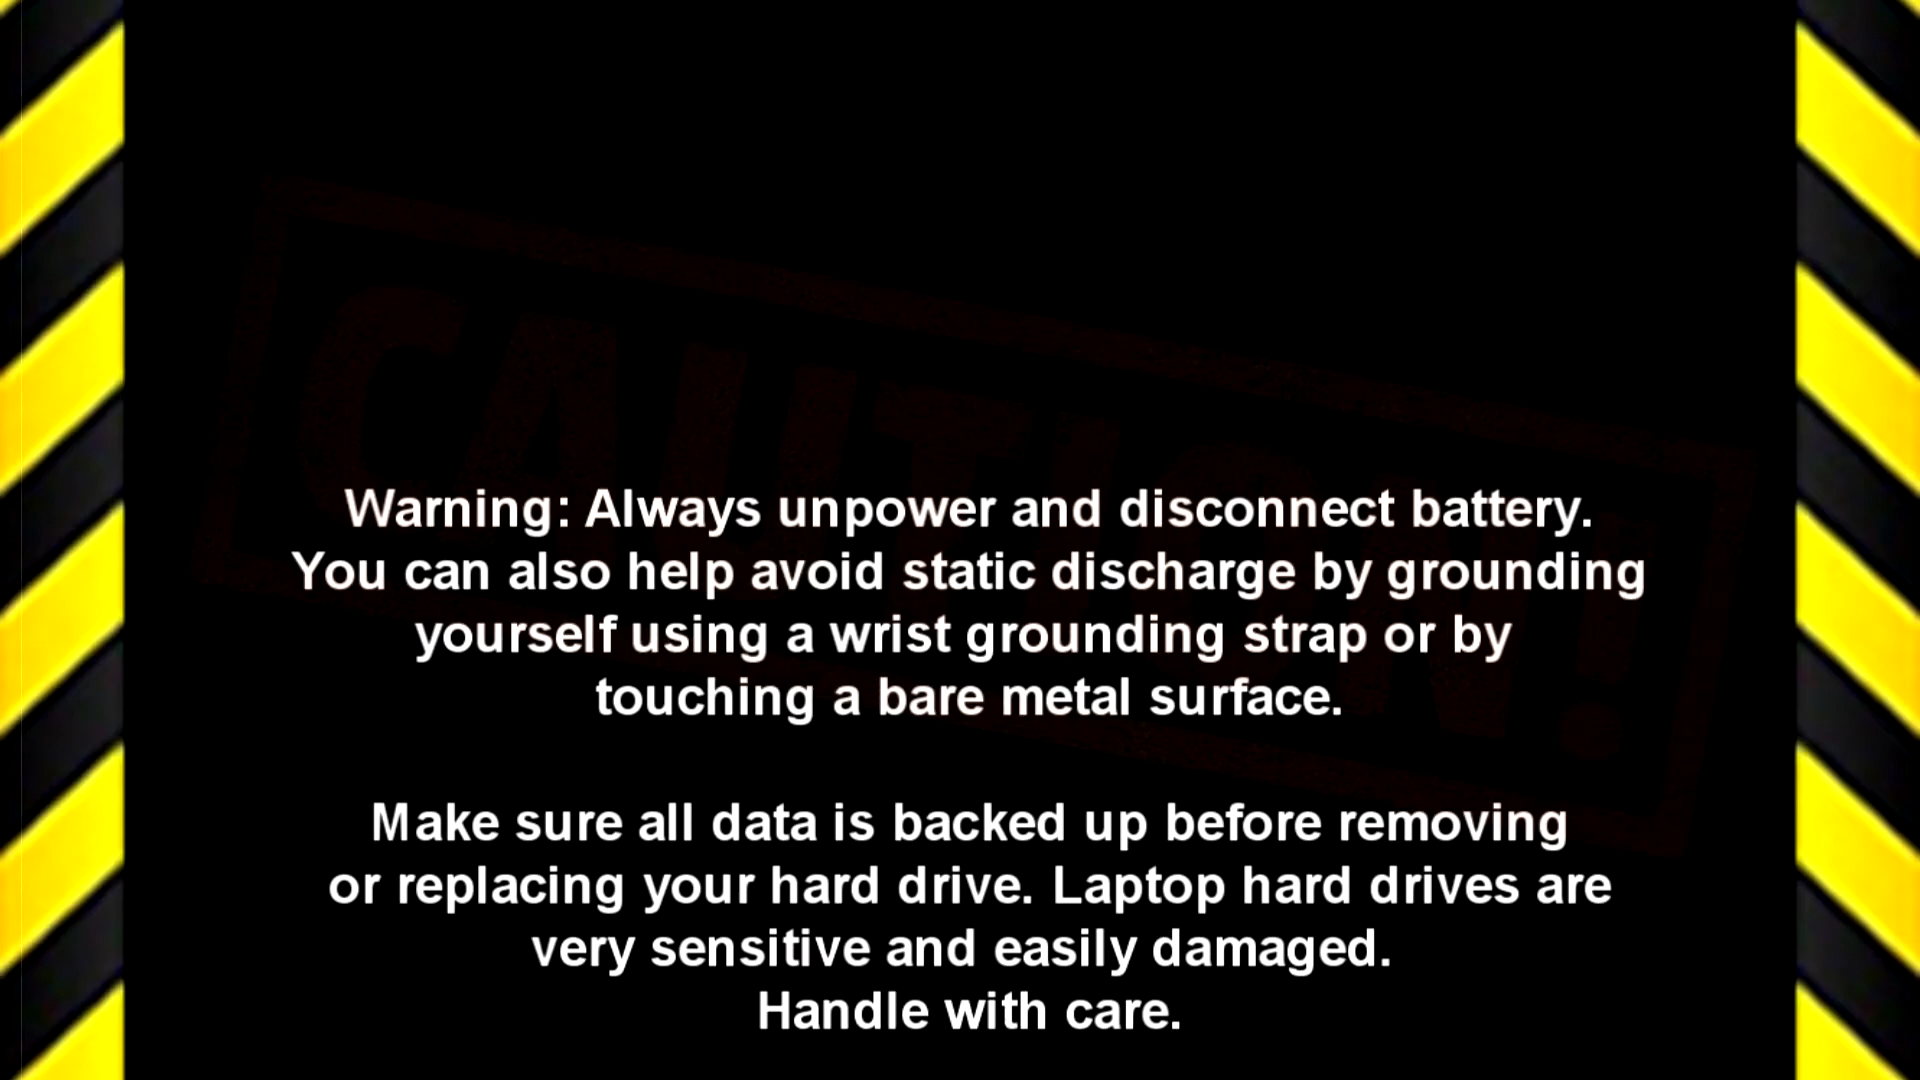 CAUTION!
Warning: Always unpower and disconnect battery.
You can also help avoid static discharge by grounding
yourself using a wrist grounding strap or by
touching a bare metal surface.
Make sure all data is backed up before removing
or replacing your hard drive. Laptop hard drives are
very sensitive and easily damaged.
Handle with care.